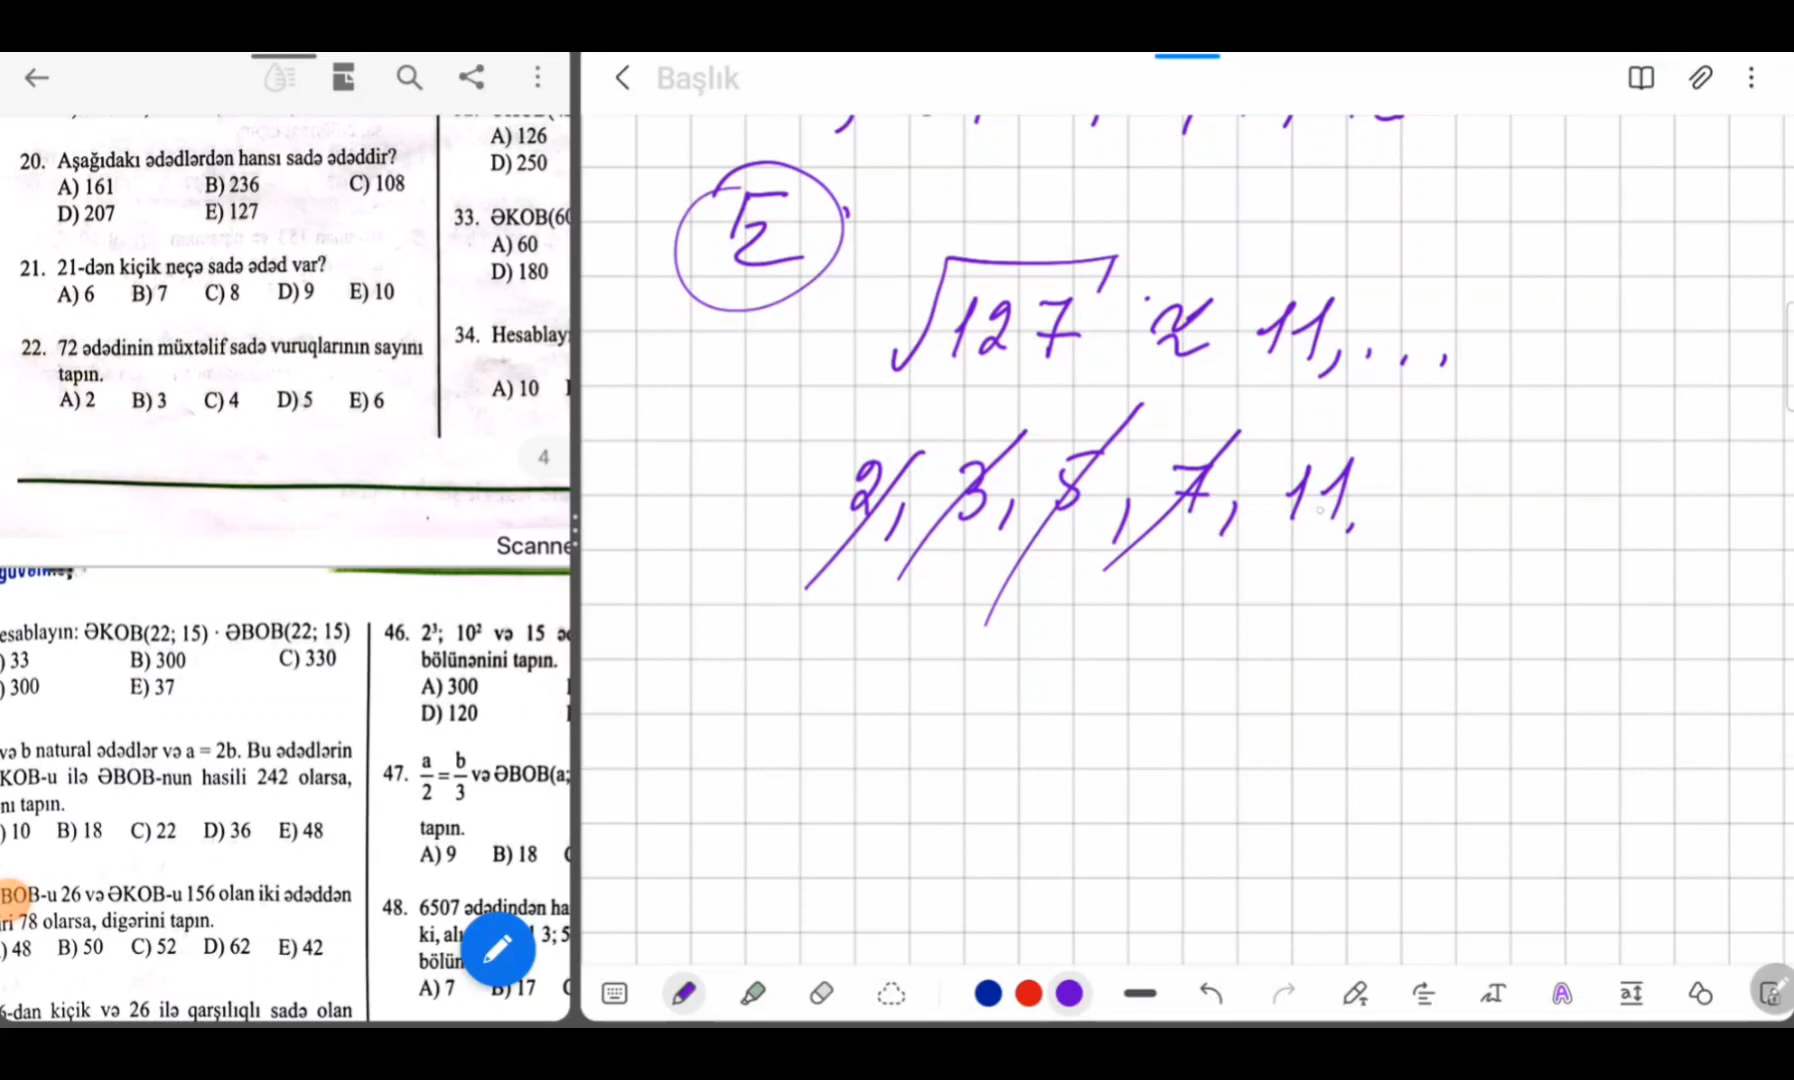 Başlık
20. Aşağıdakı ədədlərdən hansı sadə ədəddir?
A) 161 B) 236 C) 108
D) 207 E) 127
21. 21-dən kiçik neçə sadə ədəd var?
A) 6 B) 7 C) 8 D) 9 E) 10
22. 72 ədədinin müxtəlif sadə vuruqlarının sayını
tapın.
A) 2 B) 3 C) 4 D) 5 E) 6
A) 126
D) 250
33. ƏKOB(60
A) 60
D) 180
34. Hesablayı
A) 10
4
Scanne
esablayın: ƏKOB(22; 15) · ƏBOB(22; 15)
) 33 B) 300 C) 330
) 300 E) 37
və b natural ədədlər və a = 2b. Bu ədədlərin
KOB-u ilə ƏBOB-nun hasili 242 olarsa,
nı tapın.
) 10 B) 18 C) 22 D) 36 E) 48
BOB-u 26 və ƏKOB-u 156 olan iki ədəddən
iri 78 olarsa, digərini tapın.
) 48 B) 50 C) 52 D) 62 E) 42
6-dan kiçik və 26 ilə qarşılıqlı sadə olan
46. 2³; 10² və 15 əd
bölünənini tapın.
A) 300
D) 120
47. a/2 = b/3 və ƏBOB(a;
tapın.
A) 9 B) 18
48. 6507 ədədindən ha
ki, alı 3; 5
bölün
A) 7 B) 17
E
√127 ≈ 11,...
2, 3, 5, 7, 11.